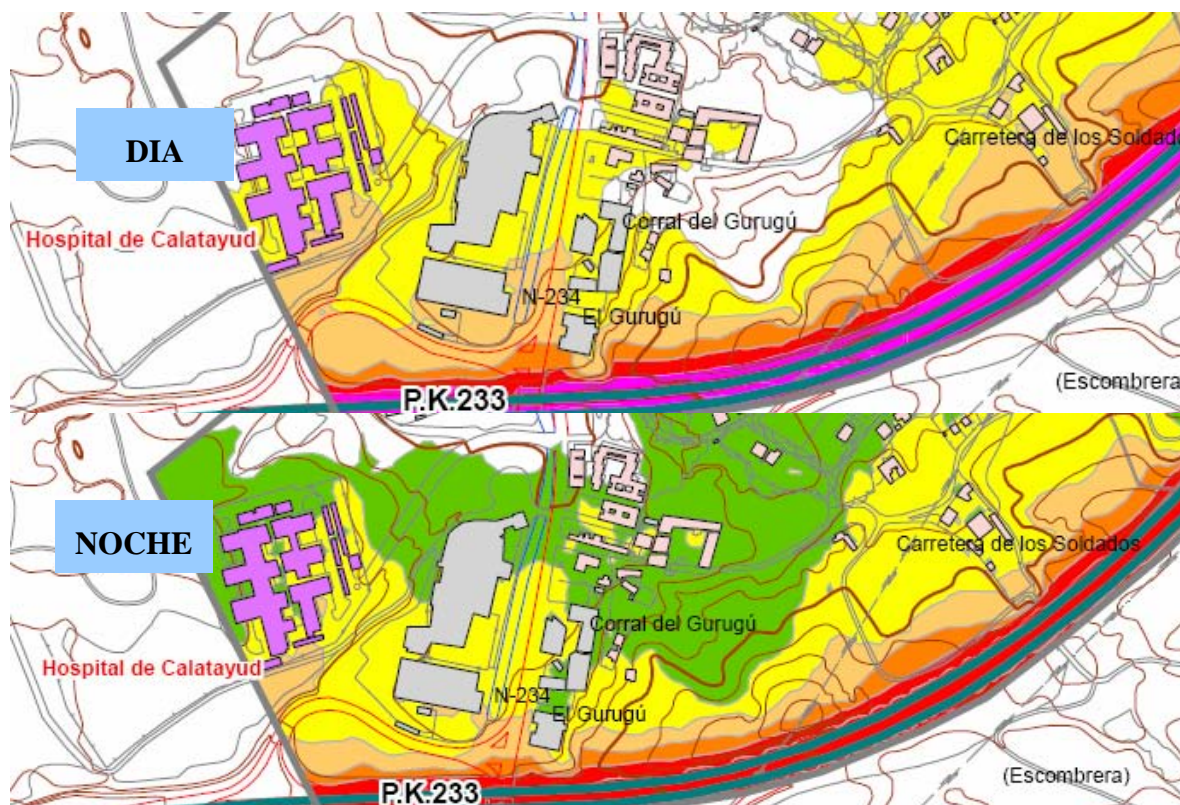 DIA
Carretera de los Soldado
Hospital de Calatayud
Corral del Gurugú
N-234
El Gurugú
(Escombrera)
P.K.233
NOCHE
Carretera de los Soldados
Corral del Gurugú
Hospital de Calatayud
N-234
El Gurugú
(Escombrera)
P.K.233